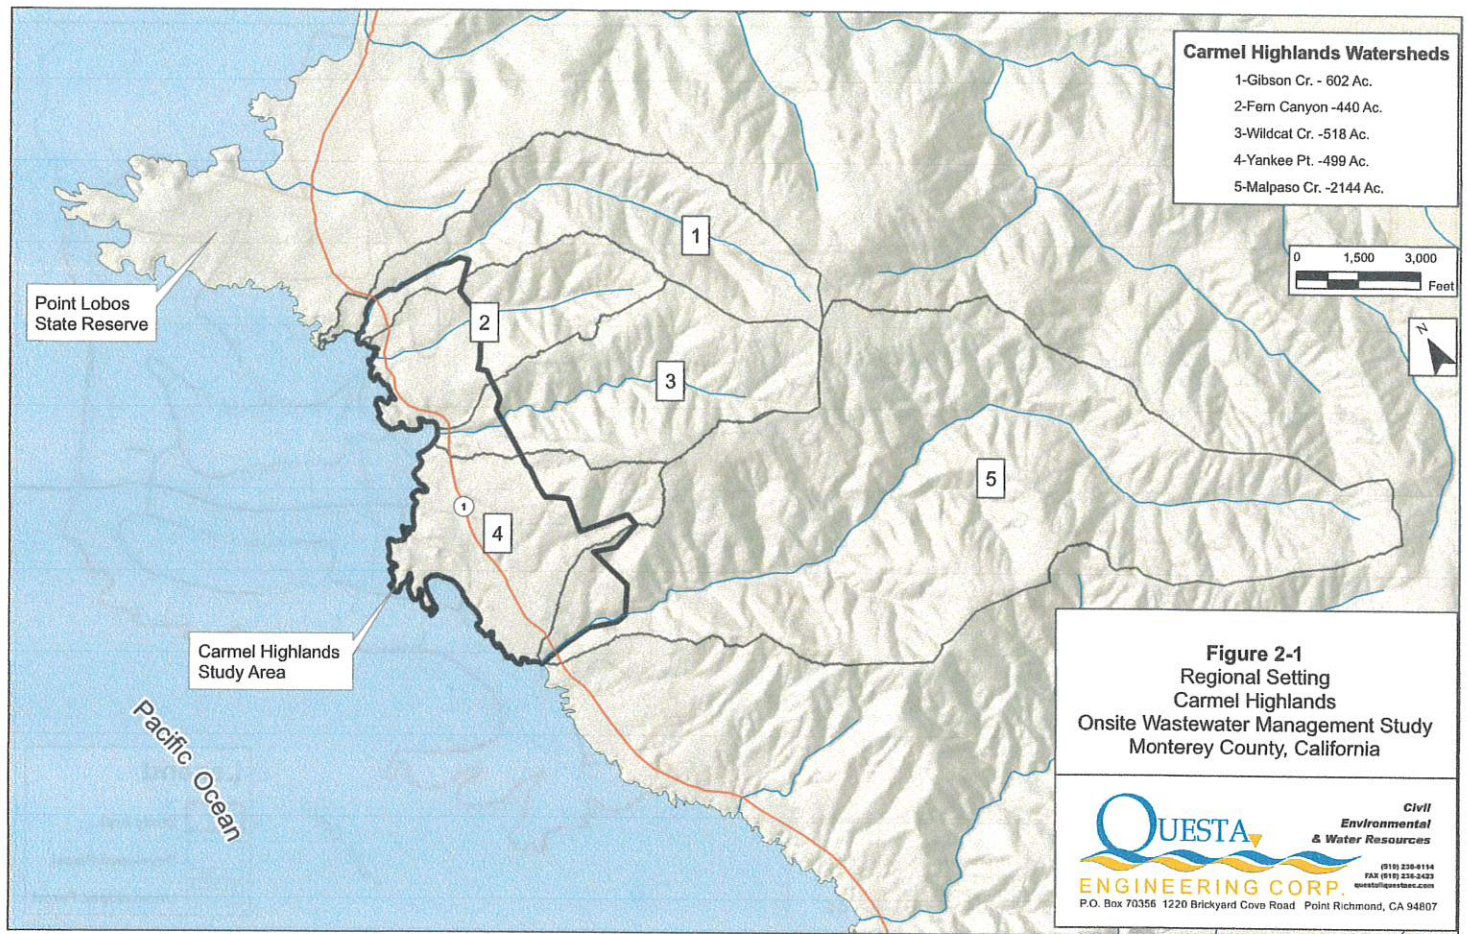 Carmel Highlands Watersheds
1-Gibson Cr. - 602 Ac.
2-Fern Canyon -440 Ac.
3-Wildcat Cr. -518 Ac.
4-Yankee Pt. -499 Ac.
5-Malpaso Cr. -2144 Ac.
0 1,500 3,000
Feet
N
1
2
3
Point Lobos
State Reserve
5
1
4
Carmel Highlands
Study Area
Pacific Ocean
Figure 2-1
Regional Setting
Carmel Highlands
Onsite Wastewater Management Study
Monterey County, California
QUESTA
ENGINEERING CORP.
Civil
Environmental
& Water Resources
P.O. Box 70356 1220 Brickyard Cove Road Point Richmond, CA 94807